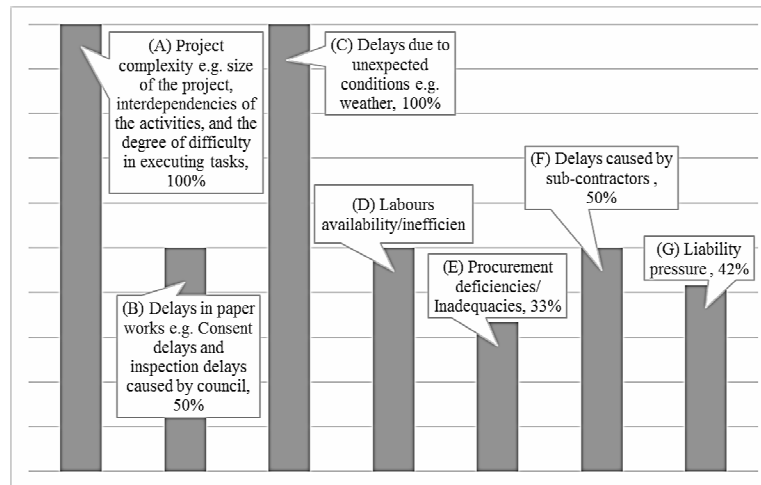 (A) Project
complexity e.g. size
of the project,
interdependencies of
the activities, and the
degree of difficulty
in executing tasks,
100%
(B) Delays in paper
works e.g. Consent
delays and
inspection delays
caused by council,
50%
(C) Delays due to
unexpected
conditions e.g.
weather, 100%
(D) Labours
availability/inefficien
(E) Procurement
deficiencies/
Inadequacies, 33%
(F) Delays caused by
sub-contractors ,
50%
(G) Liability
pressure , 42%